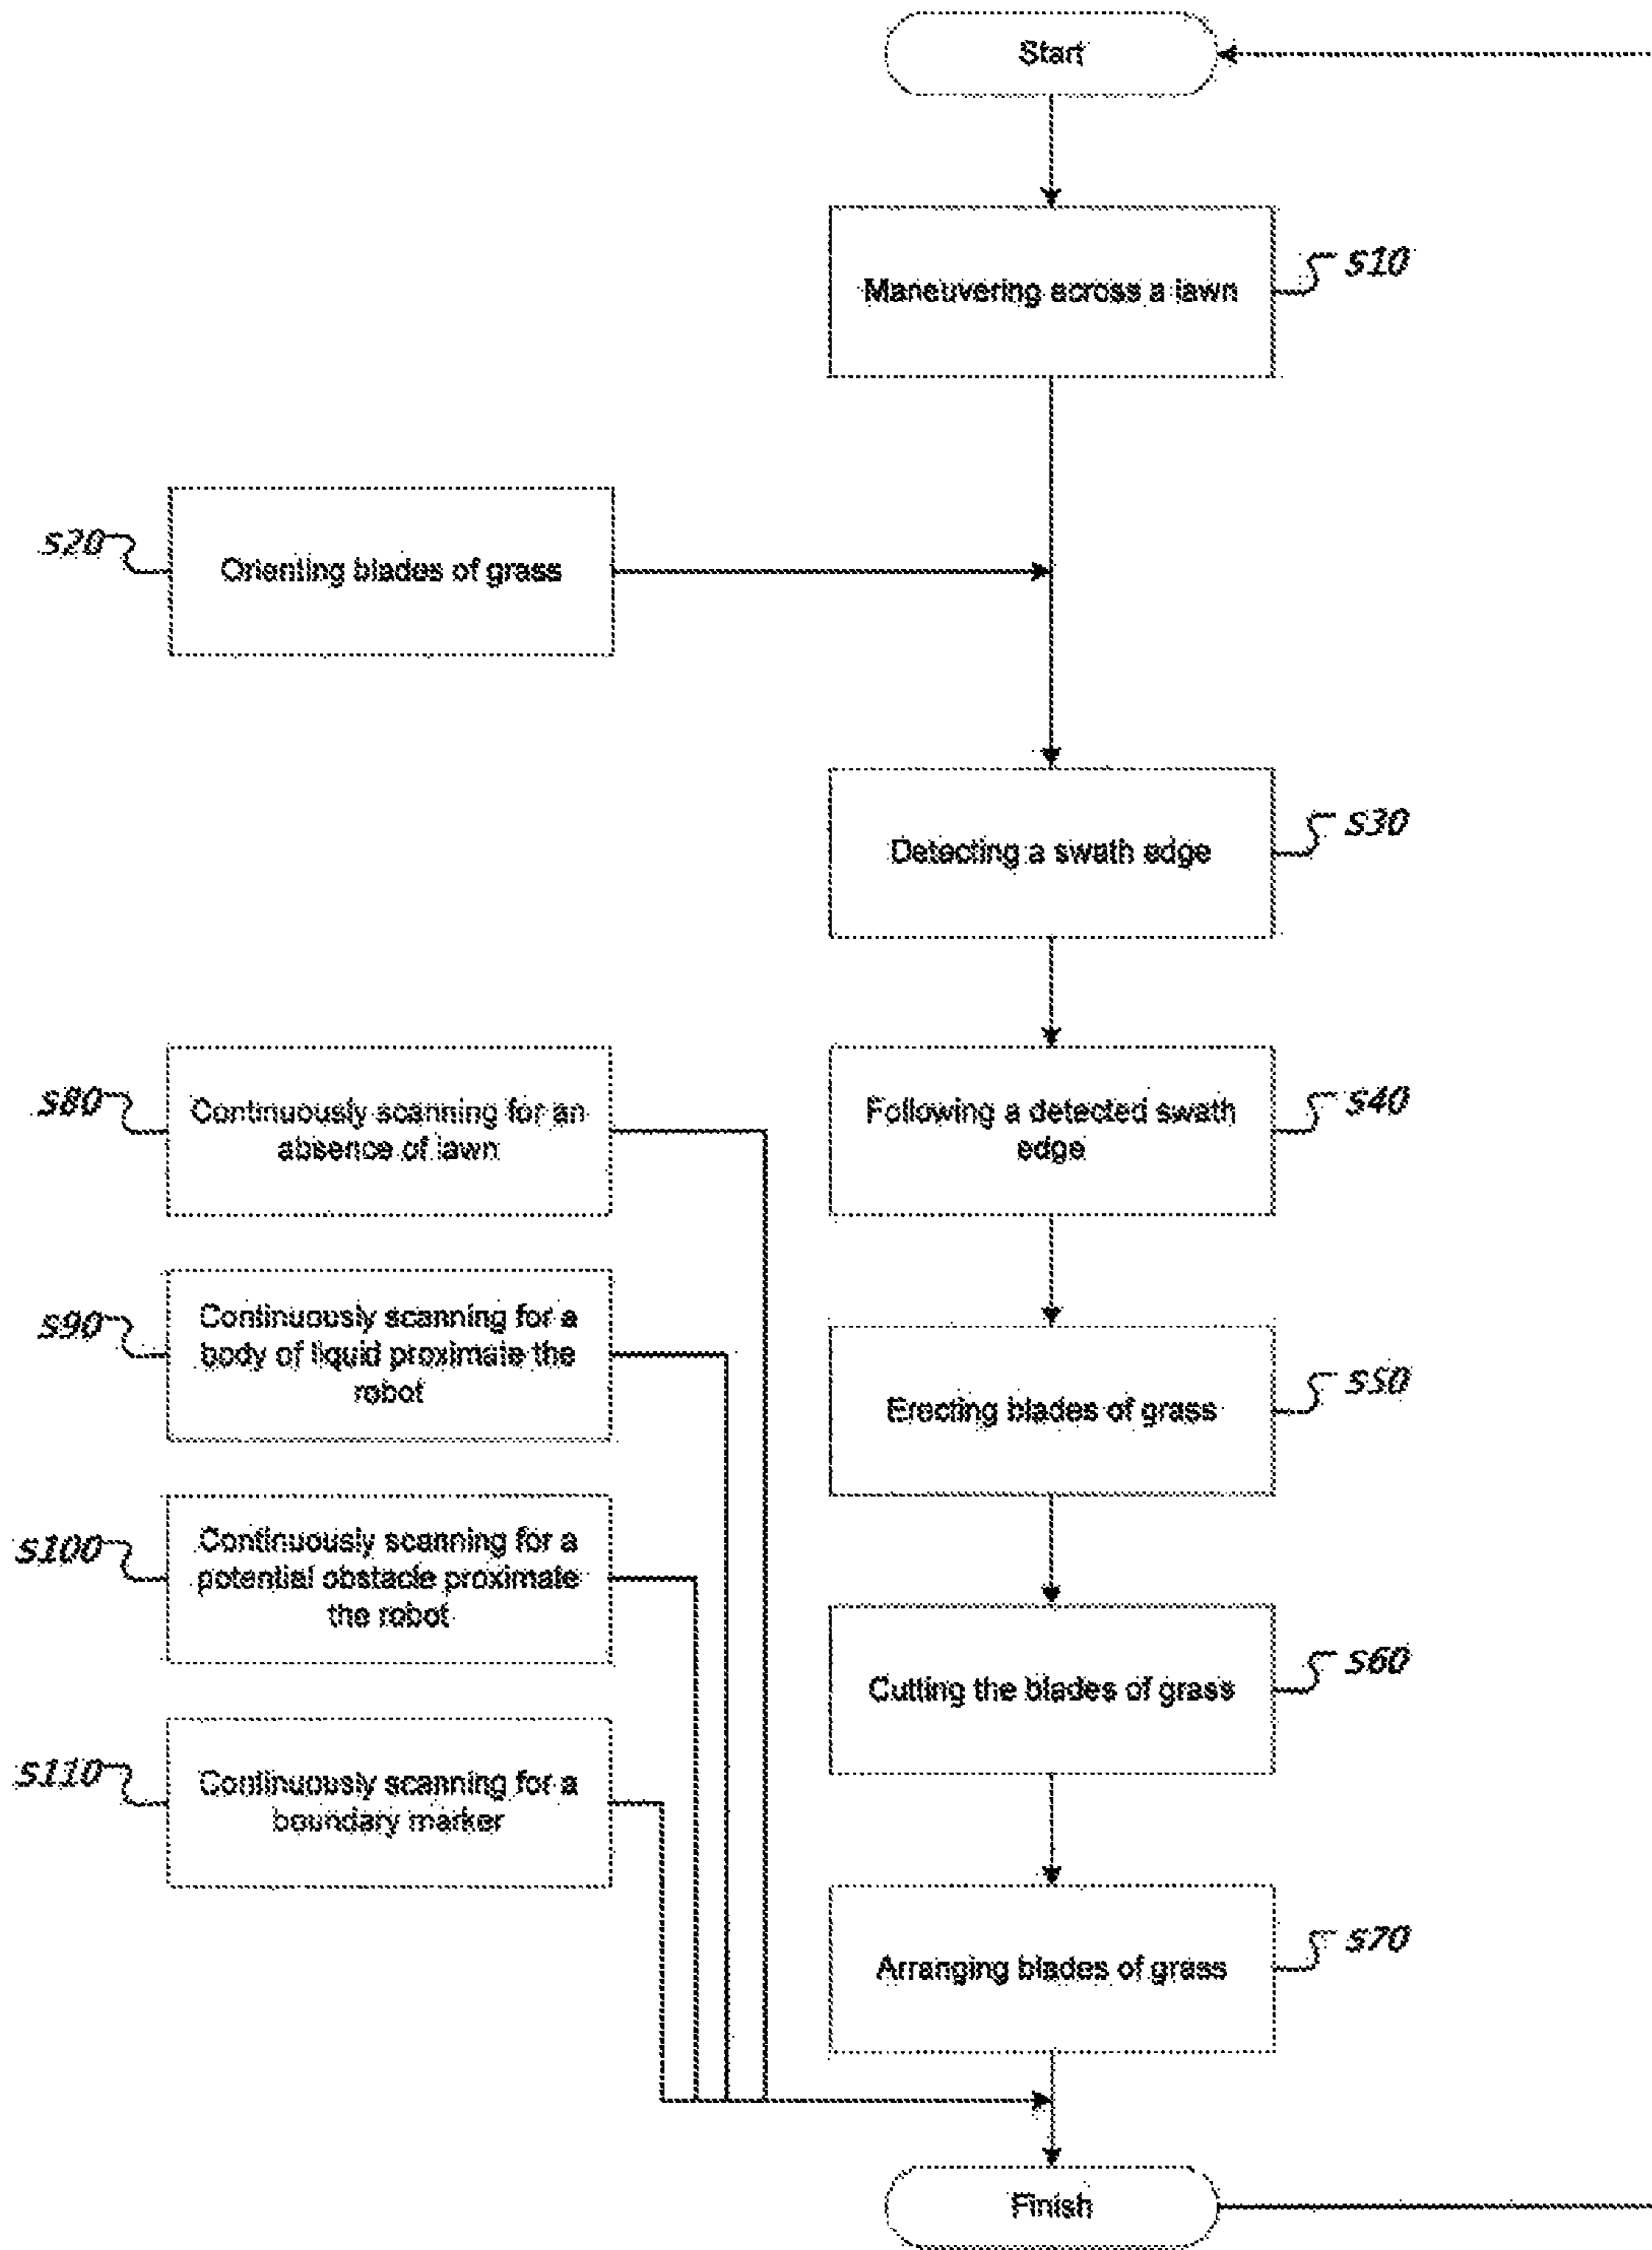 Start
Maneuvering across a lawn
S10
S20
Orienting blades of grass
Detecting a swath edge
S30
S80
Continuously scanning for an
absence of lawn
Following a detected swath
edge
S40
S90
Continuously scanning for a
body of liquid proximate the
robot
Erecting blades of grass
S50
S100
Continuously scanning for a
potential obstacle proximate
the robot
Cutting the blades of grass
S60
S110
Continuously scanning for a
boundary marker
Arranging blades of grass
S70
Finish